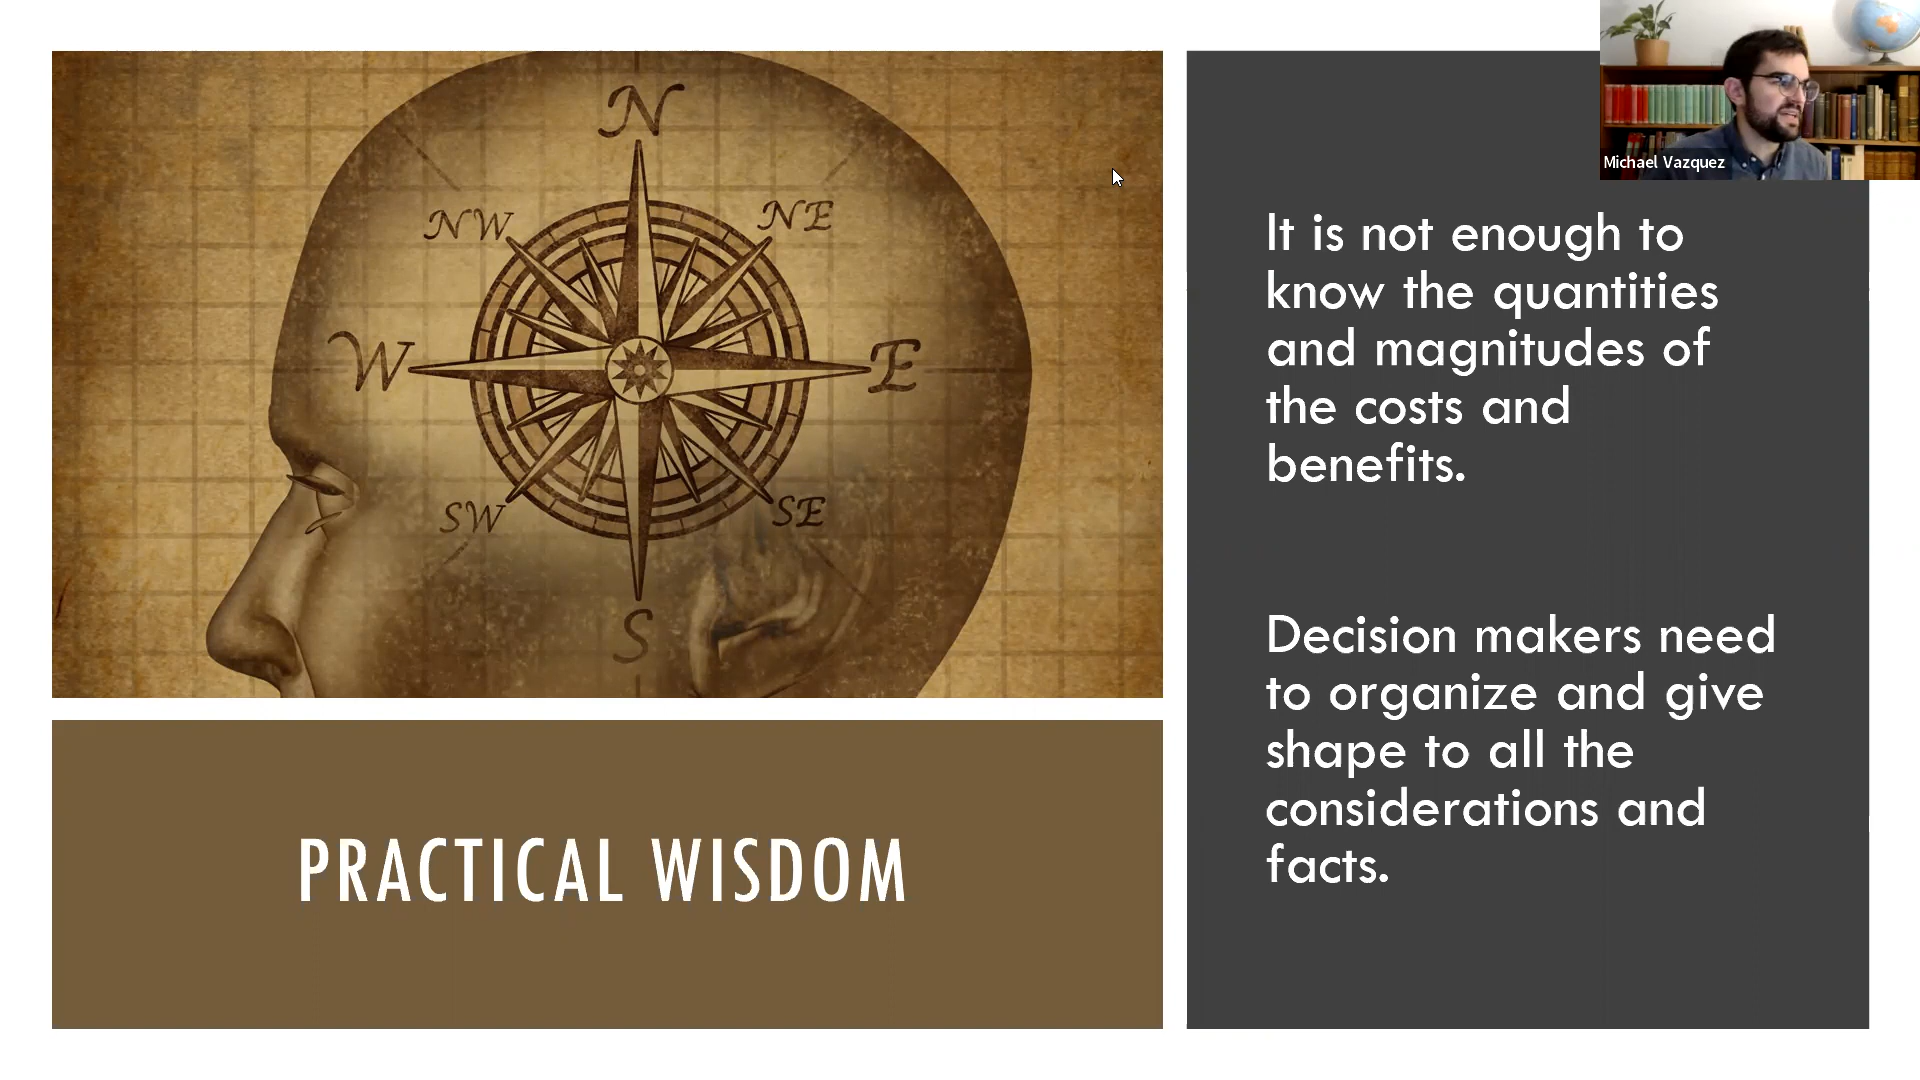 N
NW
NE
W
E
SW
SE
S
PRACTICAL WISDOM
Michael Vazquez
It is not enough to
know the quantities
and magnitudes of
the costs and
benefits.
Decision makers need
to organize and give
shape to all the
considerations and
facts.